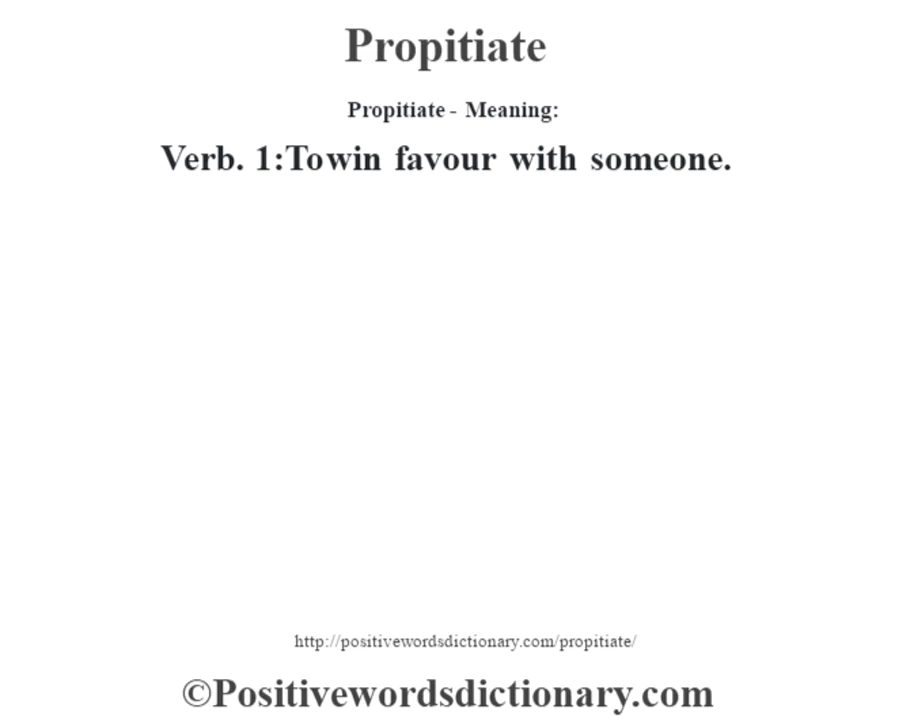 Propitiate
Propitiate - Meaning:
Verb. 1:Towin favour with someone.
http://positivewordsdictionary.com/propitiate/
©Positivewordsdictionary.com